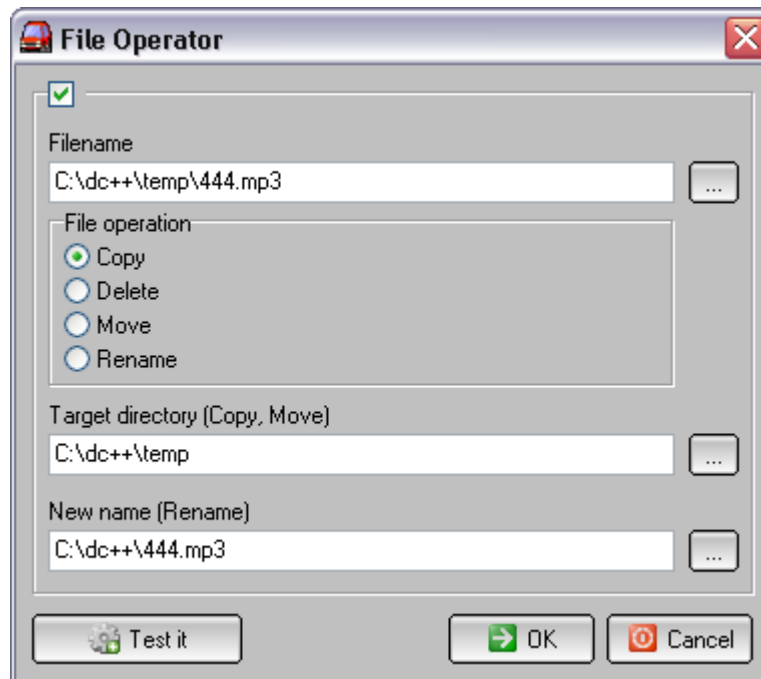 File Operator
Filename
C:\dc++\temp\444.mp3
...
File operation
Copy
Delete
Move
Rename
Target directory (Copy, Move)
C:\dc++\temp
...
New name (Rename)
C:\dc++\444.mp3
...
Test it OK Cancel